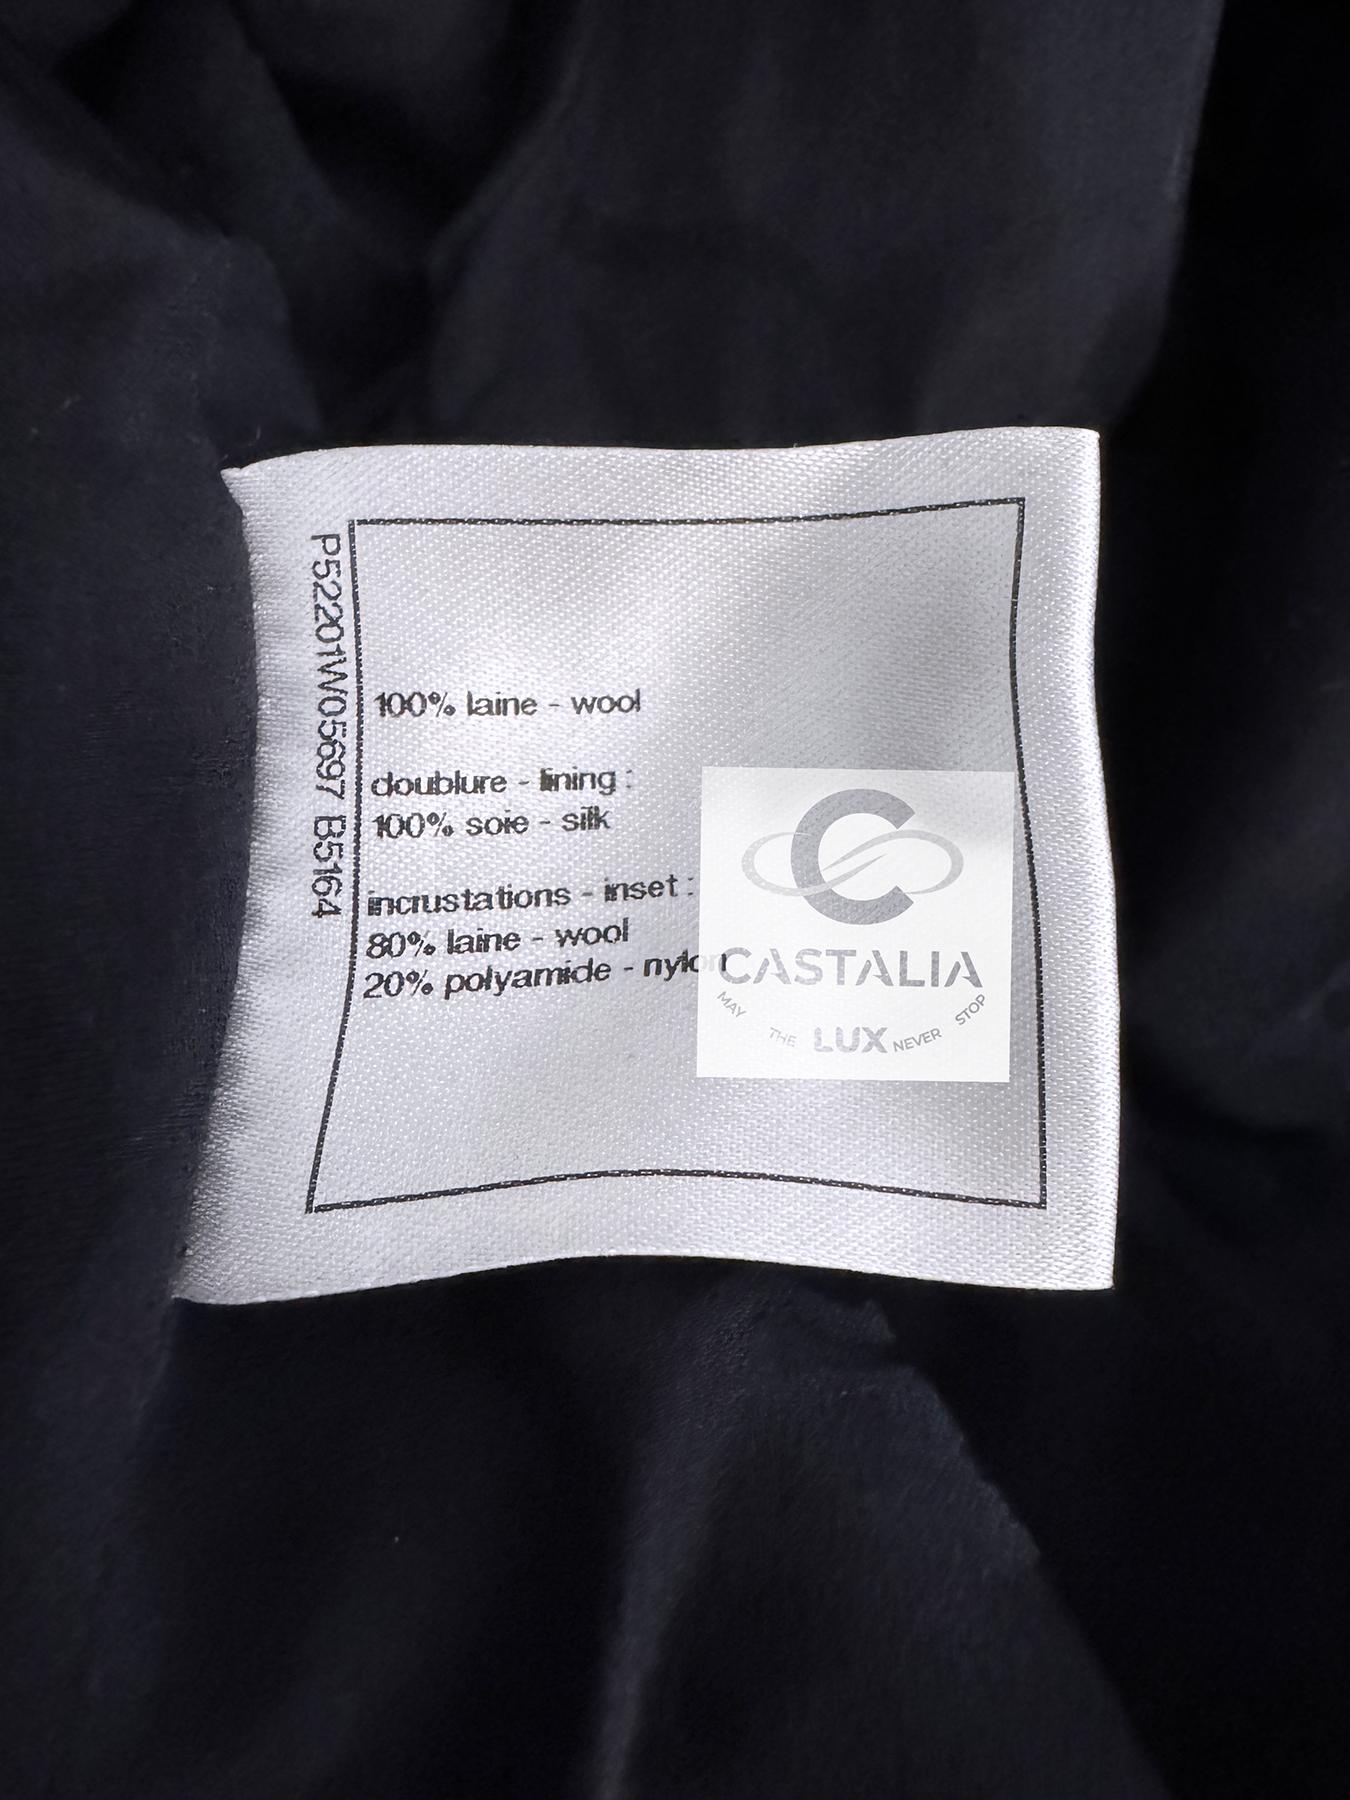 P52201W05697 B5164
100% laine - wool
doublure - lining :
100% soie - silk
incrustations - inset :
80% laine - wool
20% polyamide - nylon
C
CASTALIA
MAY THE LUX NEVER STOP